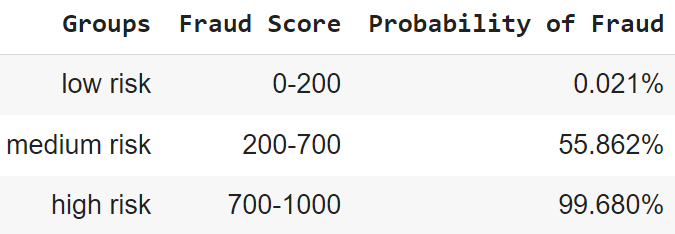 Groups Fraud Score Probability of Fraud
low risk 0-200 0.021%
medium risk 200-700 55.862%
high risk 700-1000 99.680%